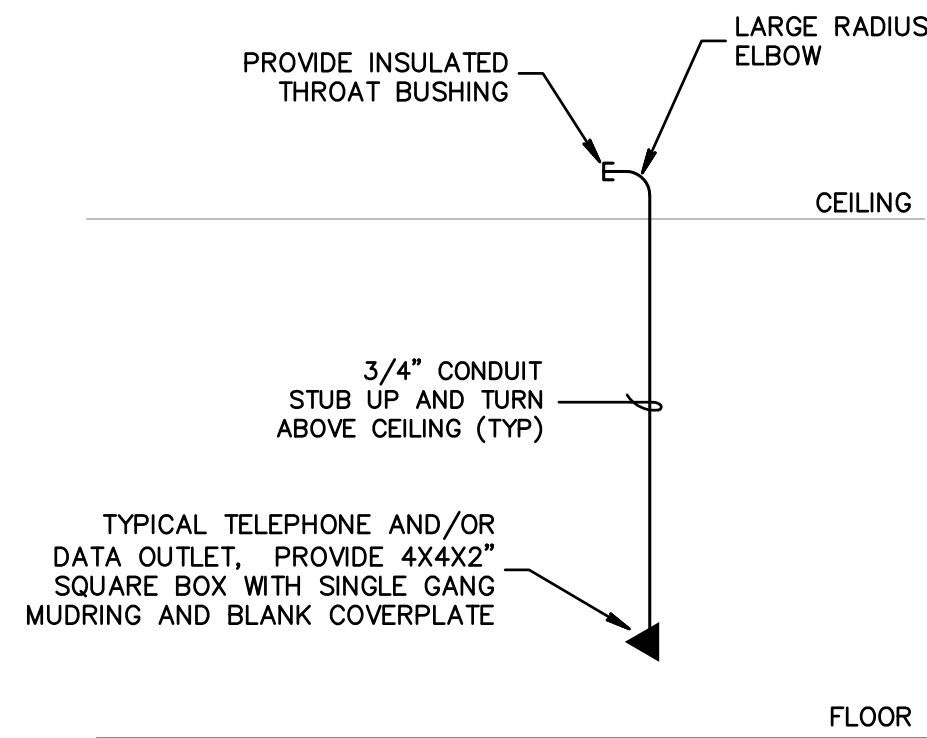 LARGE RADIUS
ELBOW
PROVIDE INSULATED
THROAT BUSHING
E
CEILING
3/4” CONDUIT
STUB UP AND TURN
ABOVE CEILING (TYP)
TYPICAL TELEPHONE AND/OR
DATA OUTLET, PROVIDE 4X4X2”
SQUARE BOX WITH SINGLE GANG
MUDRING AND BLANK COVERPLATE
FLOOR